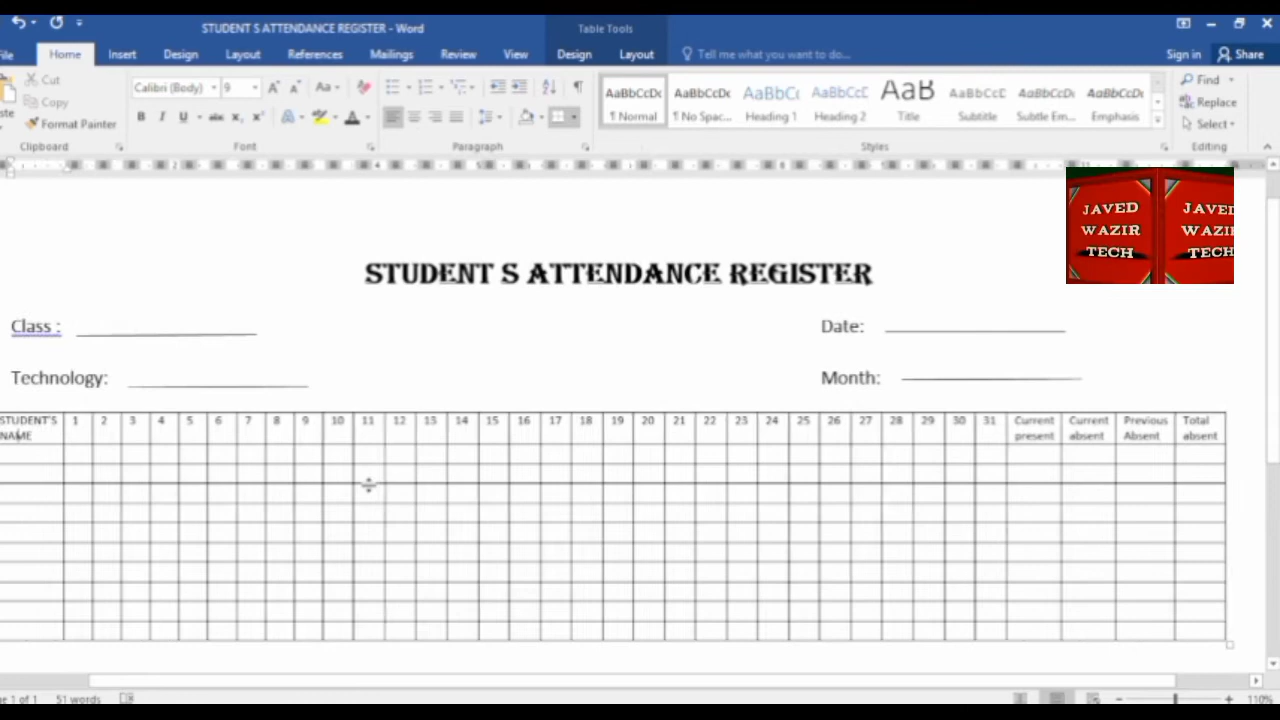 STUDENT S ATTENDANCE REGISTER - Word
Table Tools
File Home Insert Design Layout References Mailings Review View Design Layout Tell me what you want to do... Sign in Share
Cut
Copy
Format Painter
Clipboard
Calibri (Body) 9
Font
Paragraph
AaBbCcDc AaBbCcDc AaBbC AaBbCcD AaB AaBbCcD AaBbCcDc AaBbCcDc
¶ Normal ¶ No Spac... Heading 1 Heading 2 Title Subtitle Subtle Em... Emphasis
Styles
Find
Replace
Select
Editing
JAVED WAZIR TECH
JAVED WAZIR TECH
STUDENT S ATTENDANCE REGISTER
Class :
Date:
Technology:
Month:
STUDENT'S NAME 1 2 3 4 5 6 7 8 9 10 11 12 13 14 15 16 17 18 19 20 21 22 23 24 25 26 27 28 29 30 31 Current present Current absent Previous Absent Total absent
1 of 1 51 words 110%